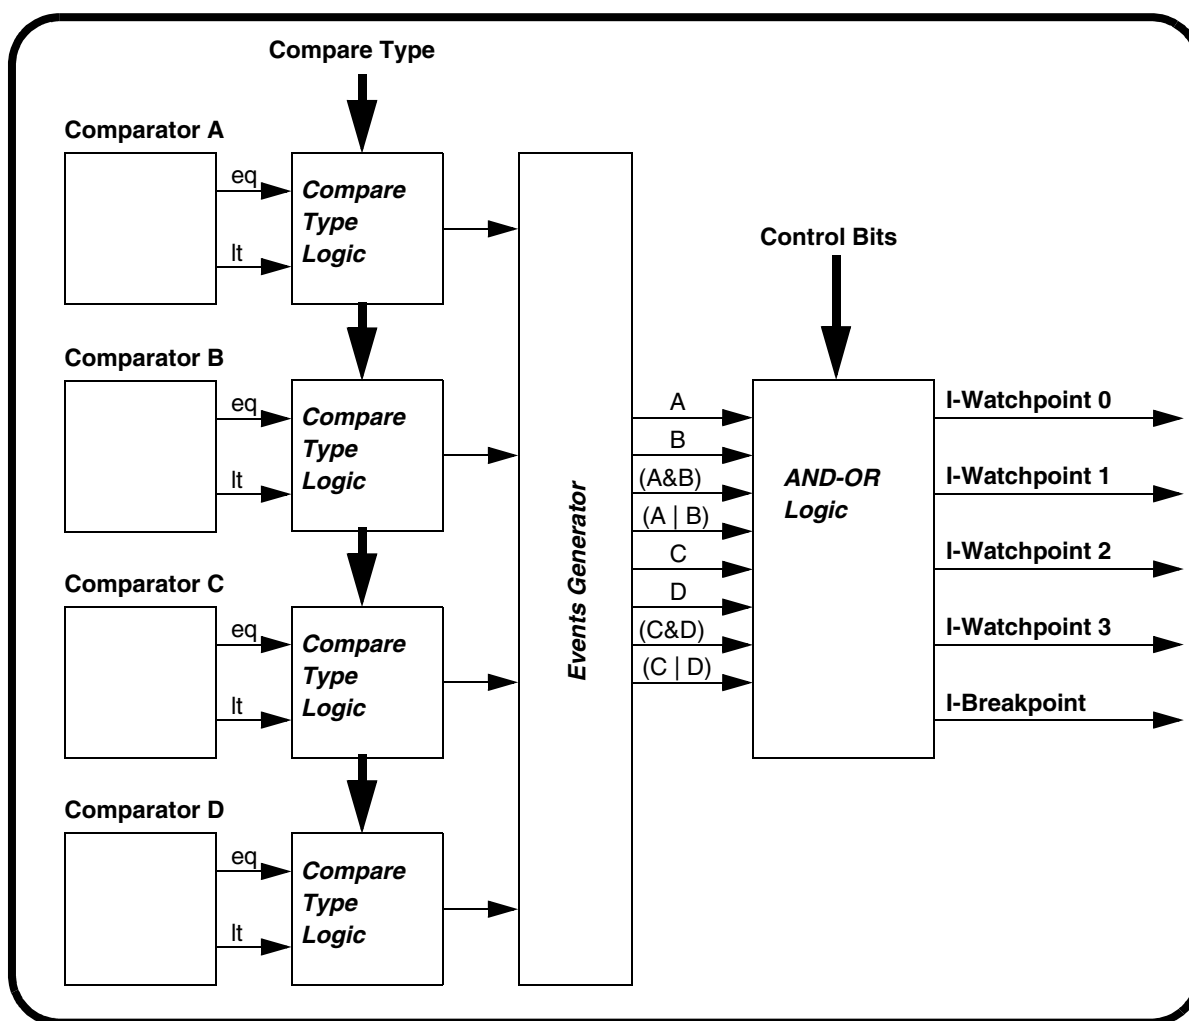 Compare Type
Comparator A
eq
lt
Compare
Type
Logic
Comparator B
eq
lt
Compare
Type
Logic
Comparator C
eq
lt
Compare
Type
Logic
Comparator D
eq
lt
Compare
Type
Logic
Events Generator
A
B
(A&B)
(A | B)
C
D
(C&D)
(C | D)
Control Bits
AND-OR
Logic
I-Watchpoint 0
I-Watchpoint 1
I-Watchpoint 2
I-Watchpoint 3
I-Breakpoint